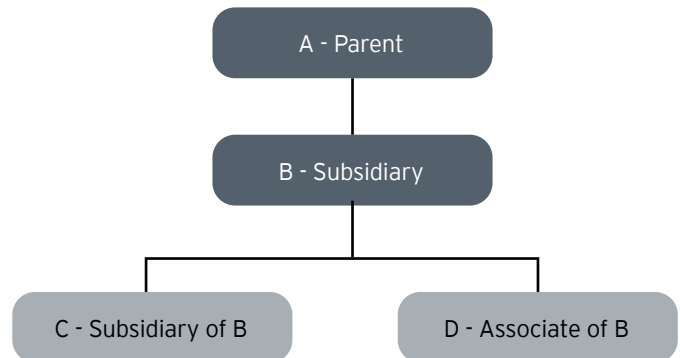 A - Parent
B - Subsidiary
C - Subsidiary of B
D - Associate of B